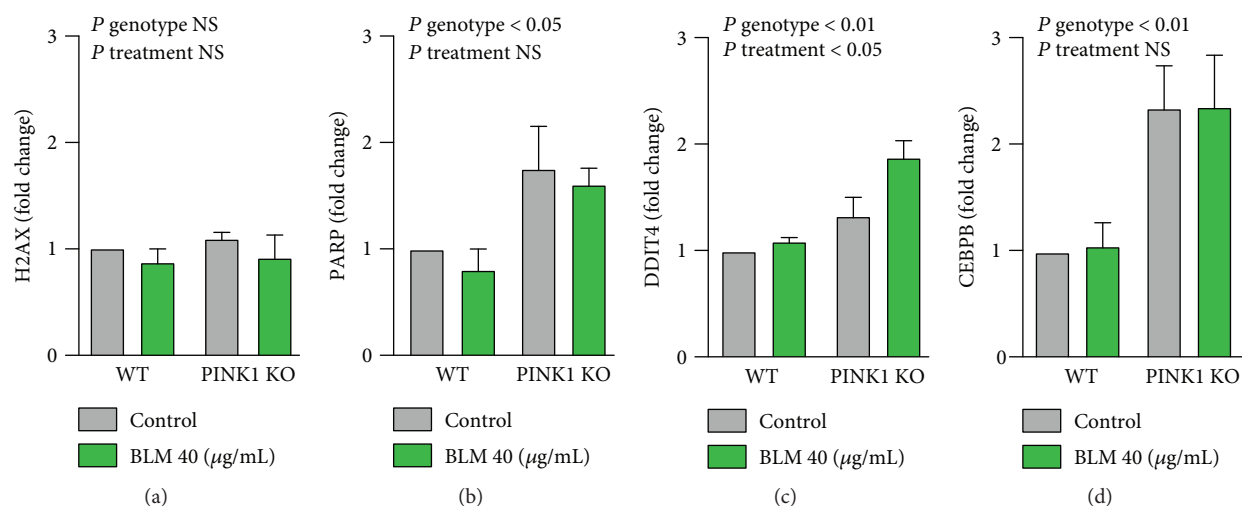 P genotype NS
P treatment NS
H2AX (fold change)
3
2
1
0
WT PINK1 KO
Control
BLM 40 (μg/mL)
(a)
P genotype < 0.05
P treatment NS
PARP (fold change)
3
2
1
0
WT PINK1 KO
Control
BLM 40 (μg/mL)
(b)
P genotype < 0.01
P treatment < 0.05
DDIT4 (fold change)
3
2
1
0
WT PINK1 KO
Control
BLM 40 (μg/mL)
(c)
P genotype < 0.01
P treatment NS
CEBPB (fold change)
3
2
1
0
WT PINK1 KO
Control
BLM 40 (μg/mL)
(d)